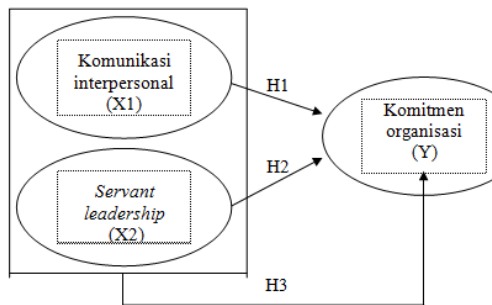 Komunikasi
interpersonal
(X1)
H1
Komitmen
organisasi
(Y)
H2
Servant
leadership
(X2)
H3